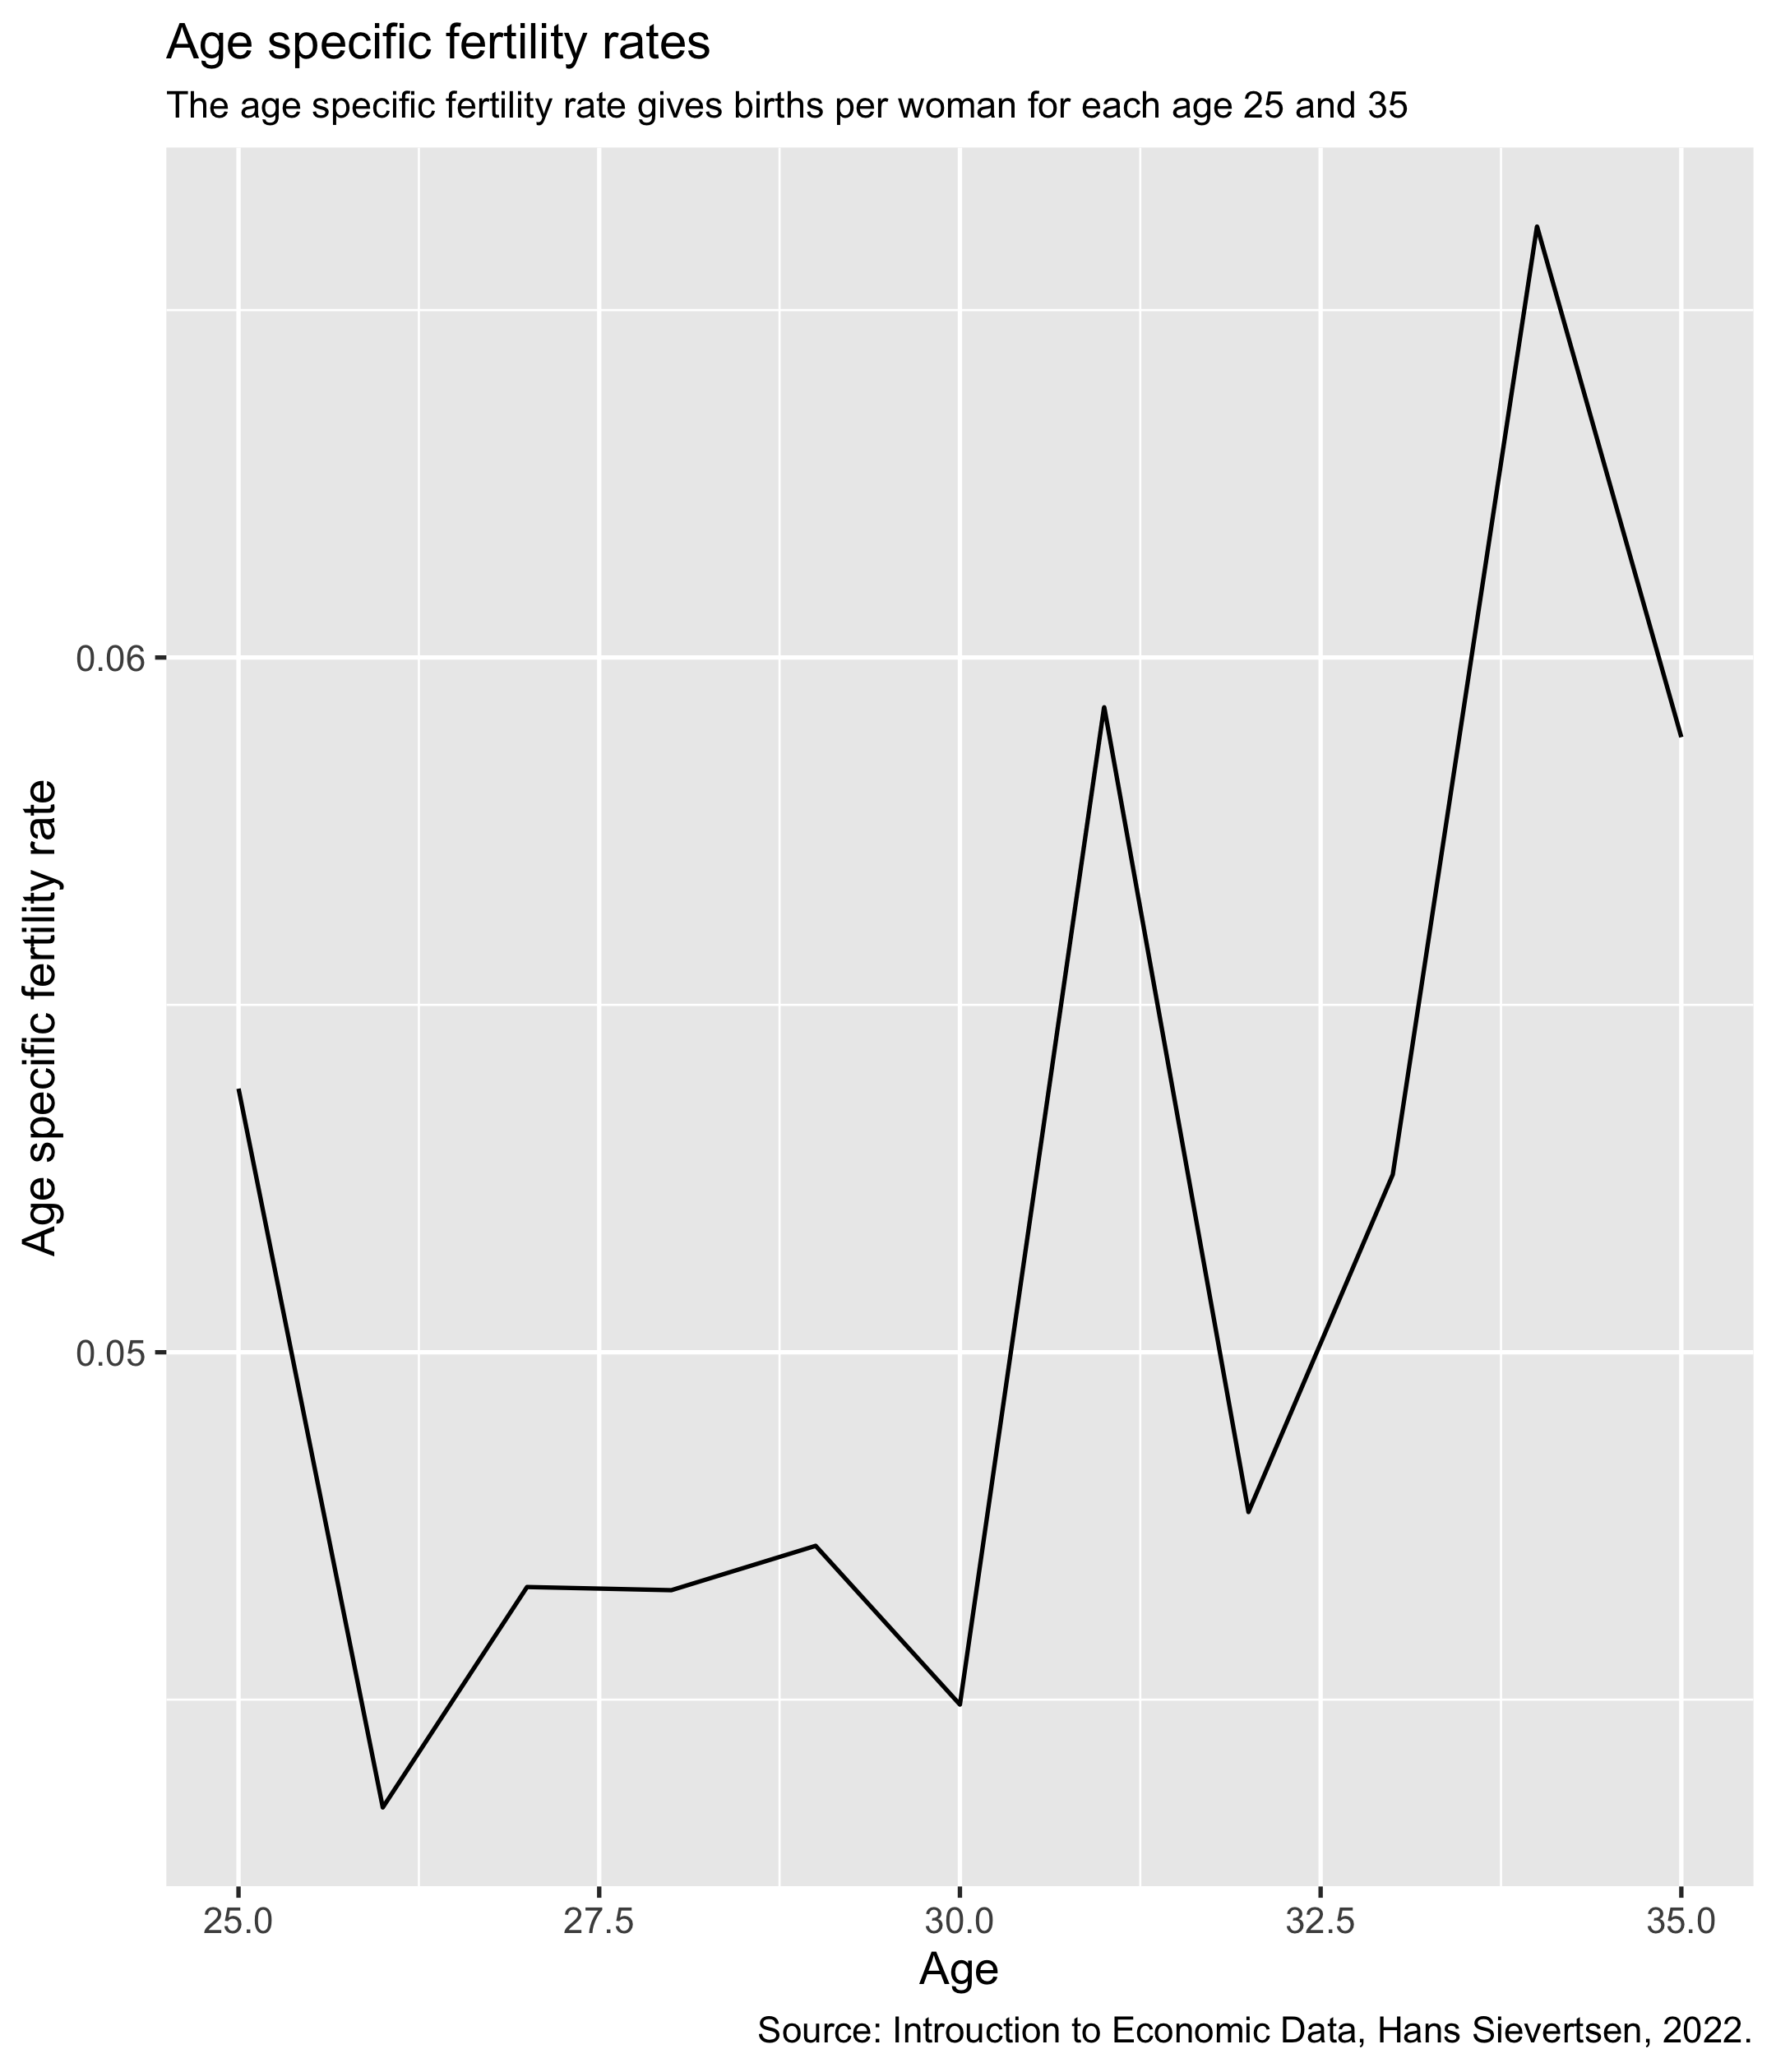 Age specific fertility rates
The age specific fertility rate gives births per woman for each age 25 and 35
Age specific fertility rate
0.06
0.05
25.0 27.5 30.0 32.5 35.0
Age
Source: Introuction to Economic Data, Hans Sievertsen, 2022.